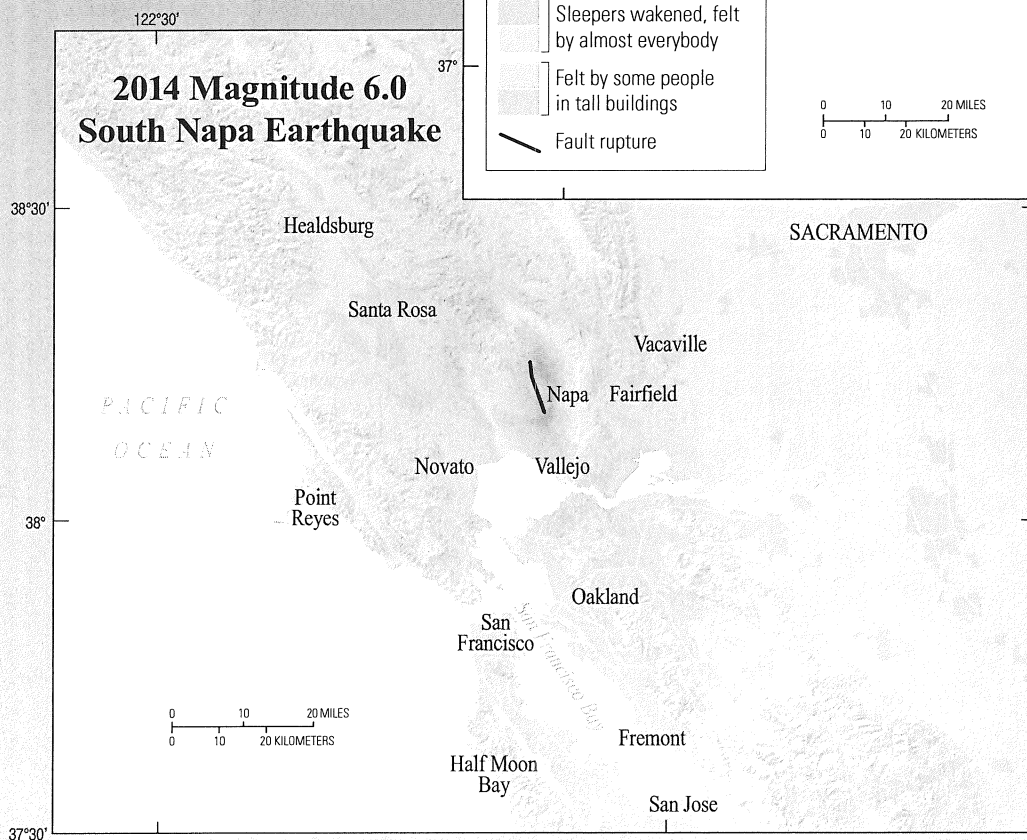 122°30'
2014 Magnitude 6.0
South Napa Earthquake
Sleepers wakened, felt
by almost everybody
37°
Felt by some people
in tall buildings
Fault rupture
0 10 20 MILES
0 10 20 KILOMETERS
38°30'
Healdsburg
SACRAMENTO
Santa Rosa
Vacaville
Napa
Fairfield
PACIFIC
OCEAN
Novato
Vallejo
Point
Reyes
38°
Oakland
San
Francisco
San Francisco Bay
0 10 20 MILES
0 10 20 KILOMETERS
Fremont
Half Moon
Bay
San Jose
37°30'